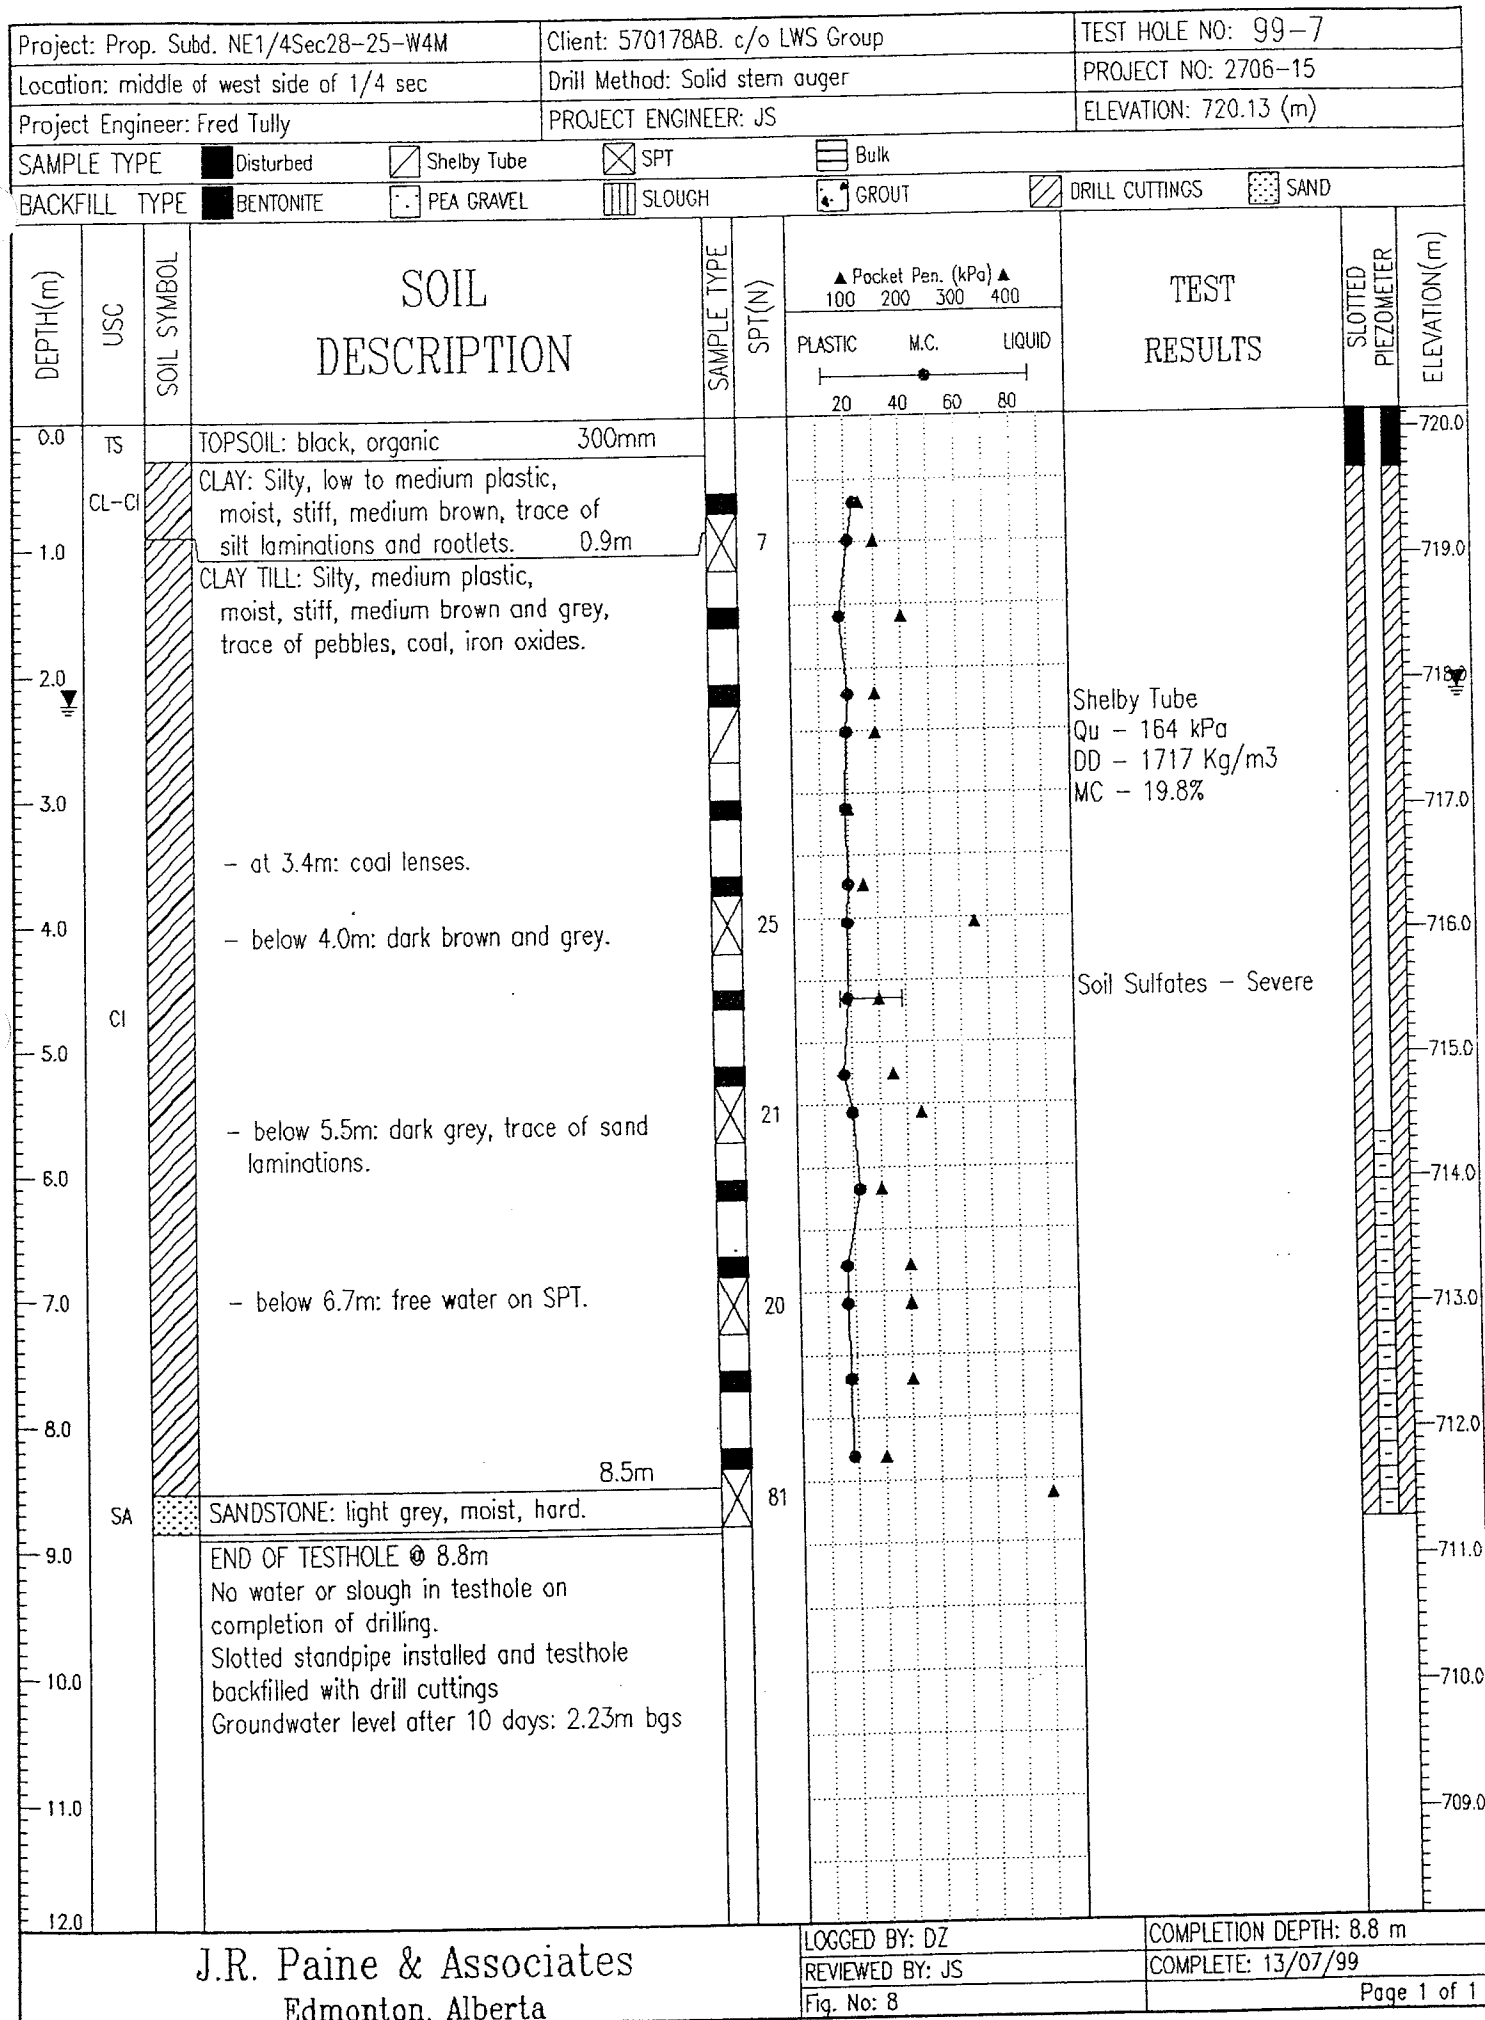 Project: Prop. Subd. NE1/4Sec28-25-W4M
Client: 570178AB. c/o LWS Group
TEST HOLE NO: 99-7
Location: middle of west side of 1/4 sec
Drill Method: Solid stem auger
PROJECT NO: 2706-15
Project Engineer: Fred Tully
PROJECT ENGINEER: JS
ELEVATION: 720.13 (m)
SAMPLE TYPE Disturbed Shelby Tube SPT Bulk
BACKFILL TYPE BENTONITE PEA GRAVEL SLOUGH GROUT DRILL CUTTINGS SAND
DEPTH(m)
USC
SOIL SYMBOL
SOIL
DESCRIPTION
SAMPLE TYPE
SPT(N)
▲ Pocket Pen. (kPa) ▲
100 200 300 400
PLASTIC M.C. LIQUID
20 40 60 80
TEST
RESULTS
SLOTTED
PIEZOMETER
ELEVATION(m)
0.0
TS
TOPSOIL: black, organic 300mm
720.0
CL-CI
CLAY: Silty, low to medium plastic,
moist, stiff, medium brown, trace of
silt laminations and rootlets. 0.9m
1.0
7
719.0
CLAY TILL: Silty, medium plastic,
moist, stiff, medium brown and grey,
trace of pebbles, coal, iron oxides.
2.0
718.0
Shelby Tube
Qu - 164 kPa
DD - 1717 Kg/m3
MC - 19.8%
3.0
717.0
- at 3.4m: coal lenses.
4.0
- below 4.0m: dark brown and grey.
25
716.0
Soil Sulfates - Severe
CI
5.0
715.0
21
- below 5.5m: dark grey, trace of sand
laminations.
6.0
714.0
7.0
- below 6.7m: free water on SPT.
20
713.0
8.0
712.0
8.5m
SA
SANDSTONE: light grey, moist, hard.
81
9.0
END OF TESTHOLE @ 8.8m
711.0
No water or slough in testhole on
completion of drilling.
Slotted standpipe installed and testhole
10.0
backfilled with drill cuttings
710.0
Groundwater level after 10 days: 2.23m bgs
11.0
709.0
12.0
J.R. Paine & Associates
Edmonton, Alberta
LOGGED BY: DZ
COMPLETION DEPTH: 8.8 m
REVIEWED BY: JS
COMPLETE: 13/07/99
Fig. No: 8
Page 1 of 1